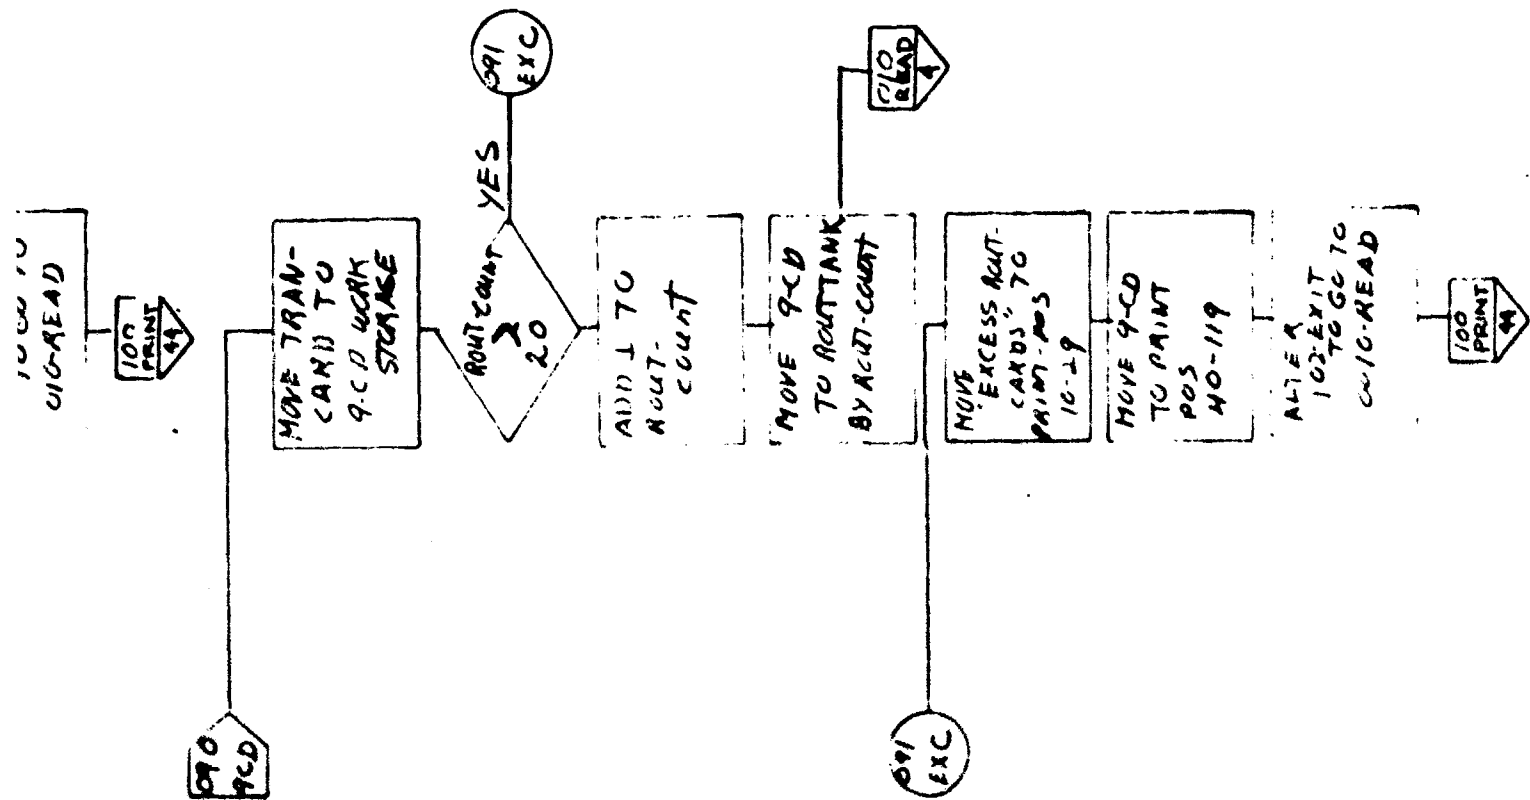 010-READ
100
PRINT
44
090
9CD
MOVE TRAN-
CARD TO
9-CD WORK
STORAGE
ROUT COUNT
>
20
YES
091
EXC
ADD 1 TO
ROUT-
COUNT
MOVE 9-CD
TO ROUTTANK
BY ROUT-COUNT
010
READ
4
091
EXC
MOVE
"EXCESS ROUT-
CARDS" TO
PRINT-POS
10-29
MOVE 9-CD
TO PRINT
POS
40-119
ALTER
102-EXIT
TO GO TO
010-READ
100
PRINT
44